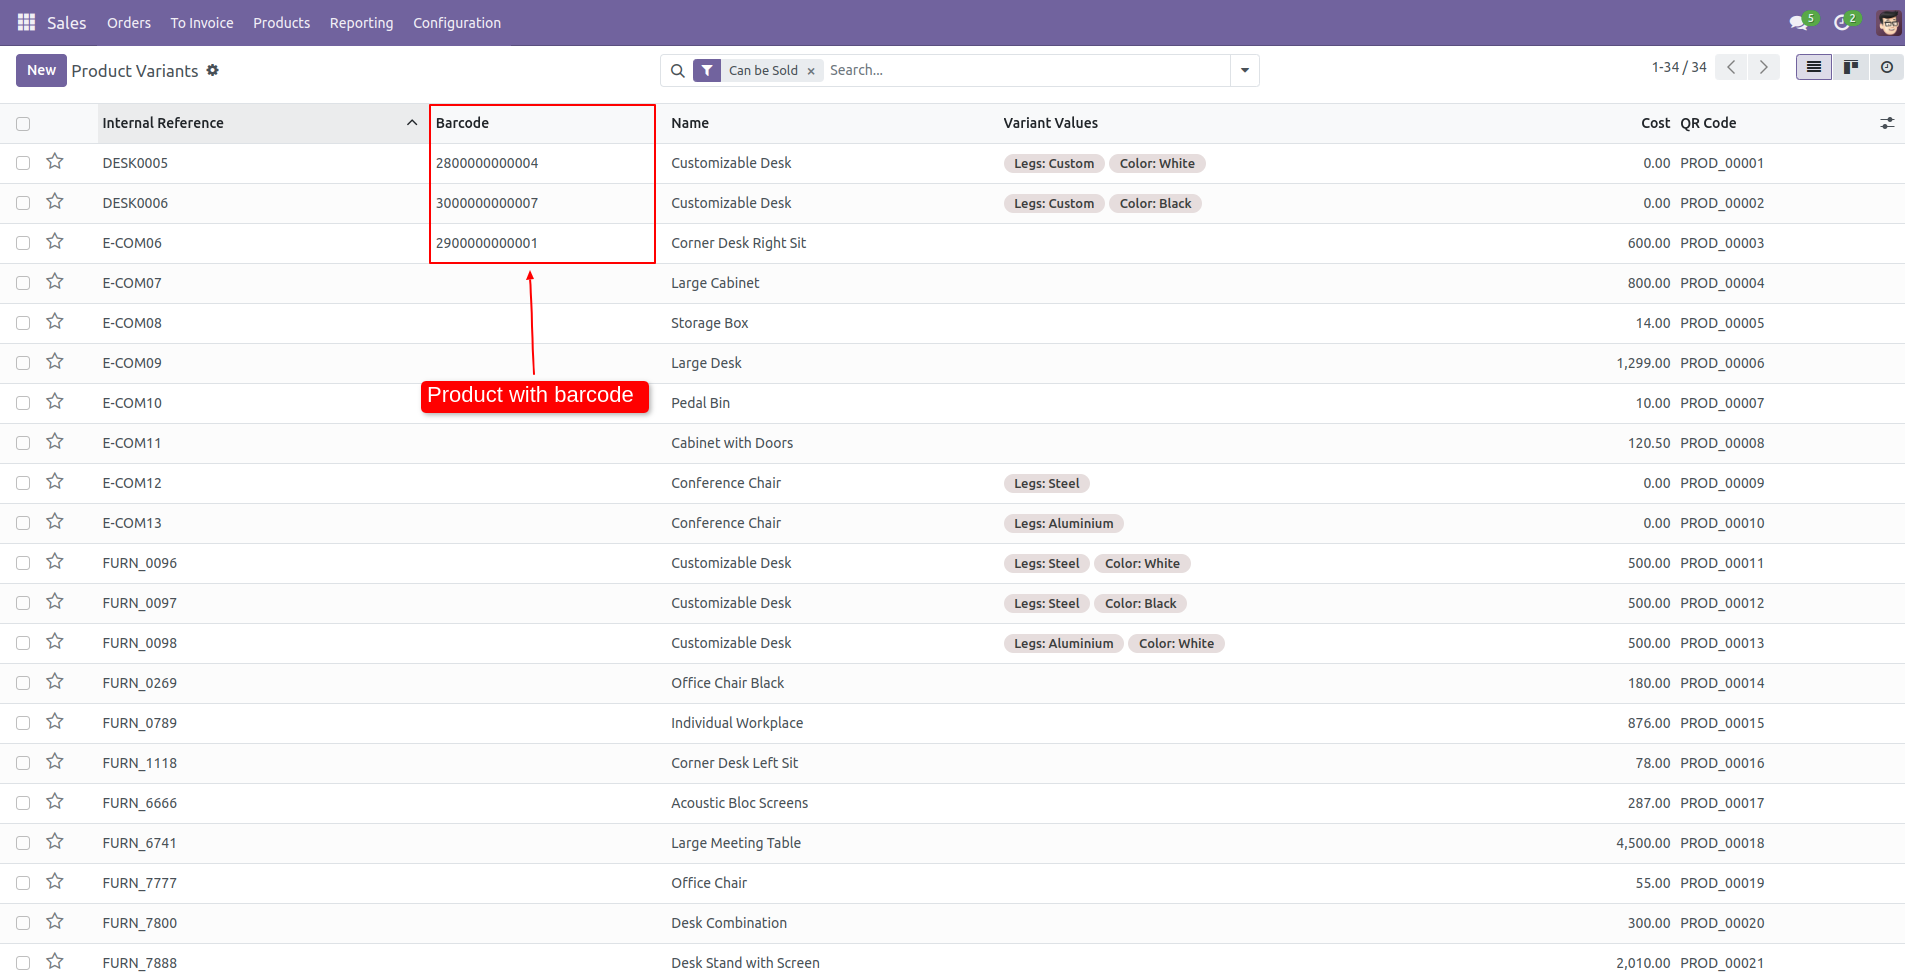 Sales Orders To Invoice Products Reporting Configuration 5 2
New Product Variants Can be Sold × Search... 1-34 / 34
Internal Reference Barcode Name Variant Values Cost QR Code
DESK0005 2800000000004 Customizable Desk Legs: Custom Color: White 0.00 PROD_00001
DESK0006 3000000000007 Customizable Desk Legs: Custom Color: Black 0.00 PROD_00002
E-COM06 2900000000001 Corner Desk Right Sit 600.00 PROD_00003
E-COM07 Large Cabinet 800.00 PROD_00004
E-COM08 Storage Box 14.00 PROD_00005
E-COM09 Large Desk 1,299.00 PROD_00006
Product with barcode
E-COM10 Pedal Bin 10.00 PROD_00007
E-COM11 Cabinet with Doors 120.50 PROD_00008
E-COM12 Conference Chair Legs: Steel 0.00 PROD_00009
E-COM13 Conference Chair Legs: Aluminium 0.00 PROD_00010
FURN_0096 Customizable Desk Legs: Steel Color: White 500.00 PROD_00011
FURN_0097 Customizable Desk Legs: Steel Color: Black 500.00 PROD_00012
FURN_0098 Customizable Desk Legs: Aluminium Color: White 500.00 PROD_00013
FURN_0269 Office Chair Black 180.00 PROD_00014
FURN_0789 Individual Workplace 876.00 PROD_00015
FURN_1118 Corner Desk Left Sit 78.00 PROD_00016
FURN_6666 Acoustic Bloc Screens 287.00 PROD_00017
FURN_6741 Large Meeting Table 4,500.00 PROD_00018
FURN_7777 Office Chair 55.00 PROD_00019
FURN_7800 Desk Combination 300.00 PROD_00020
FURN_7888 Desk Stand with Screen 2,010.00 PROD_00021